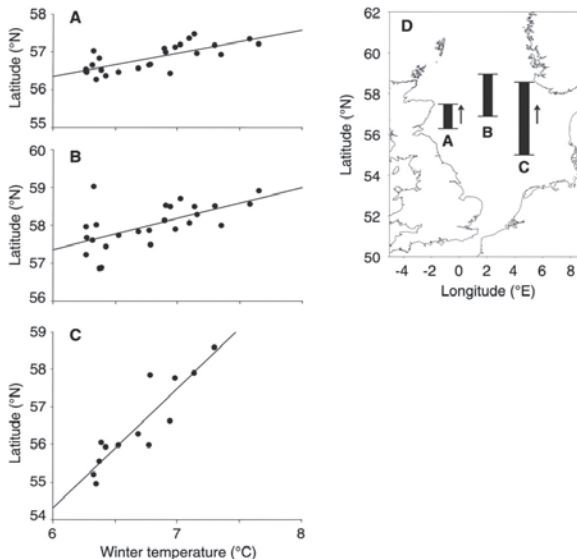 A
Latitude (°N)
58
57
56
55
B
Latitude (°N)
60
59
58
57
56
C
Latitude (°N)
59
58
57
56
55
54
6 7 8
Winter temperature (°C)
D
Latitude (°N)
62
60
58
56
54
52
50
A
B
C
-4 -2 0 2 4 6 8
Longitude (°E)